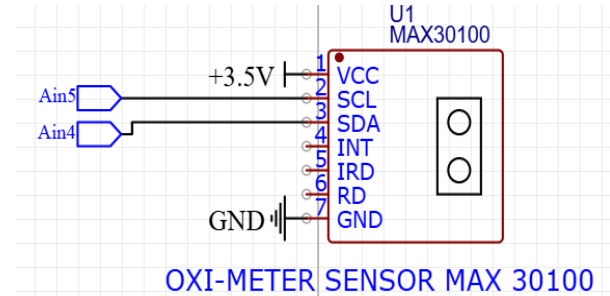 U1
MAX30100
+3.5V 1 VCC
Ain5 2 SCL
Ain4 3 SDA
4 INT
5 IRD
6 RD
GND 7 GND
OXI-METER SENSOR MAX 30100